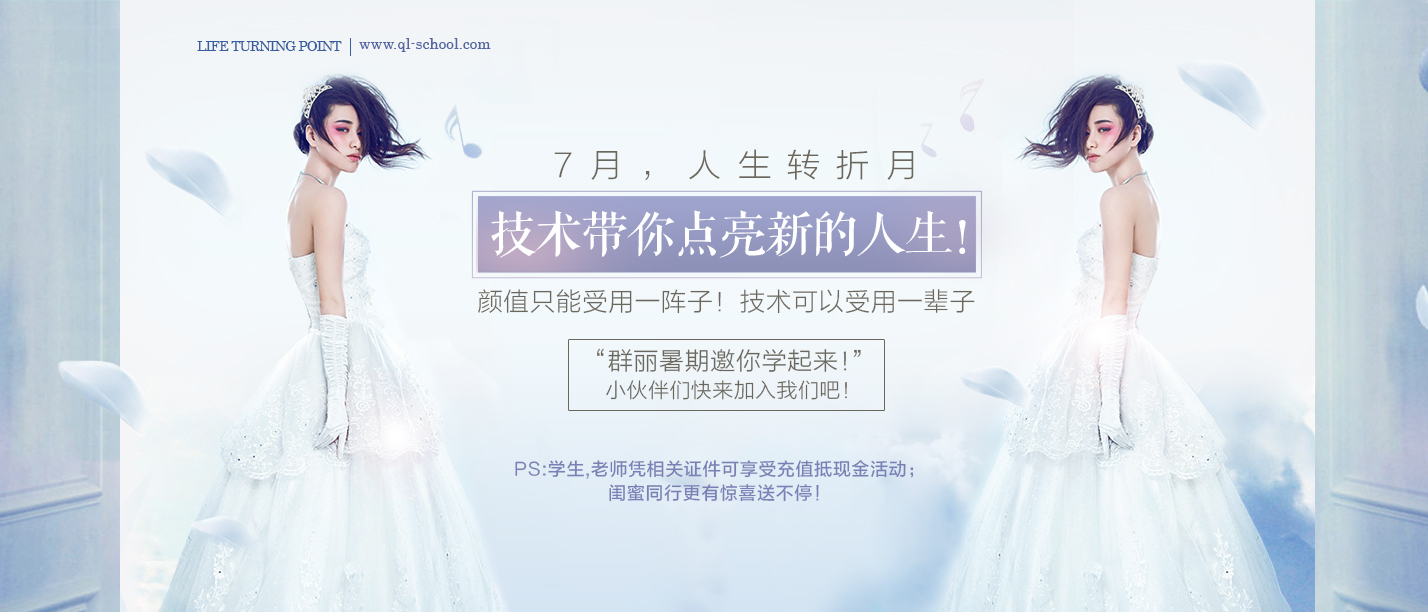 LIFE TURNING POINT | www.ql-school.com
7月，人生转折月
技术带你点亮新的人生！
颜值只能受用一阵子！技术可以受用一辈子
“群丽暑期邀你学起来！”
小伙伴们快来加入我们吧！
PS:学生,老师凭相关证件可享受充值抵现金活动；
闺蜜同行更有惊喜送不停！